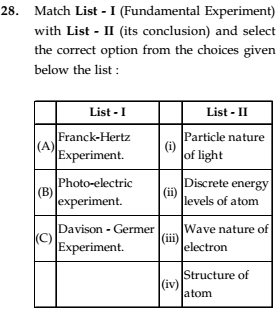 28. Match List - I (Fundamental Experiment)
with List - II (its conclusion) and select
the correct option from the choices given
below the list :
List - I List - II
(A) Franck-Hertz Experiment. (i) Particle nature of light
(B) Photo-electric experiment. (ii) Discrete energy levels of atom
(C) Davison - Germer Experiment. (iii) Wave nature of electron
(iv) Structure of atom